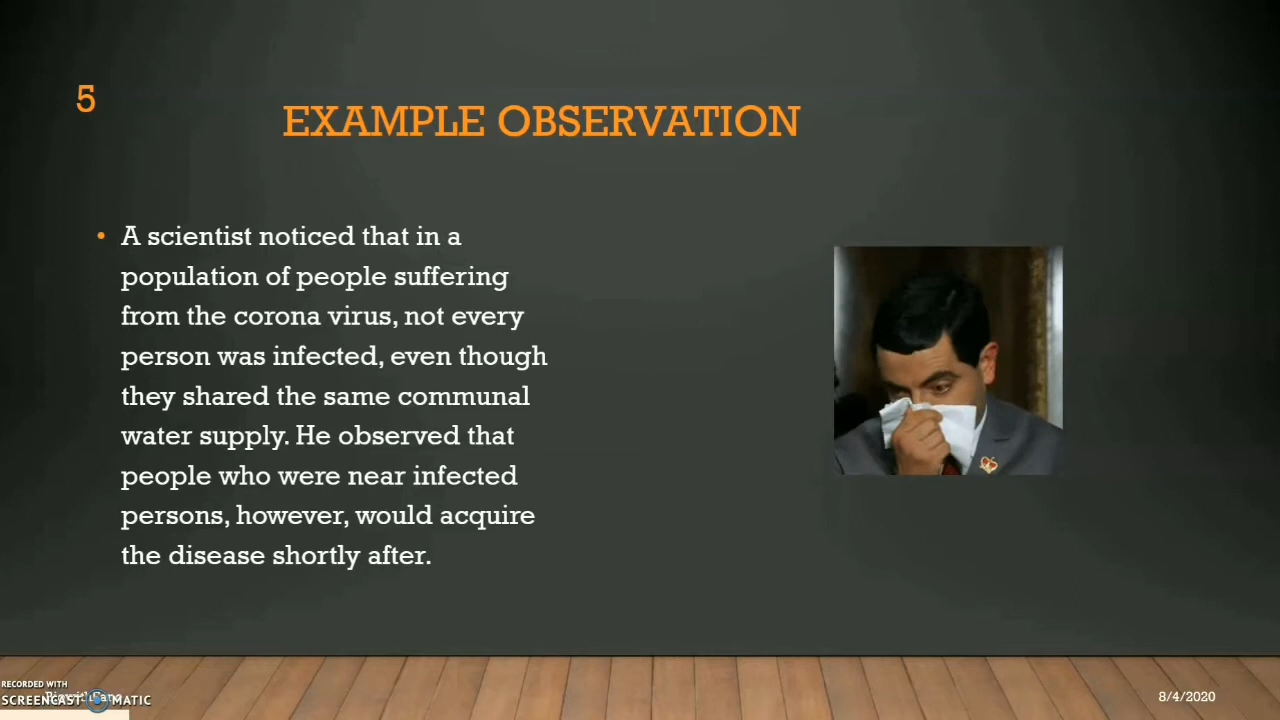 5
EXAMPLE OBSERVATION
• A scientist noticed that in a
population of people suffering
from the corona virus, not every
person was infected, even though
they shared the same communal
water supply. He observed that
people who were near infected
persons, however, would acquire
the disease shortly after.
RECORDED WITH
SCREENCAST MATIC
8/4/2020